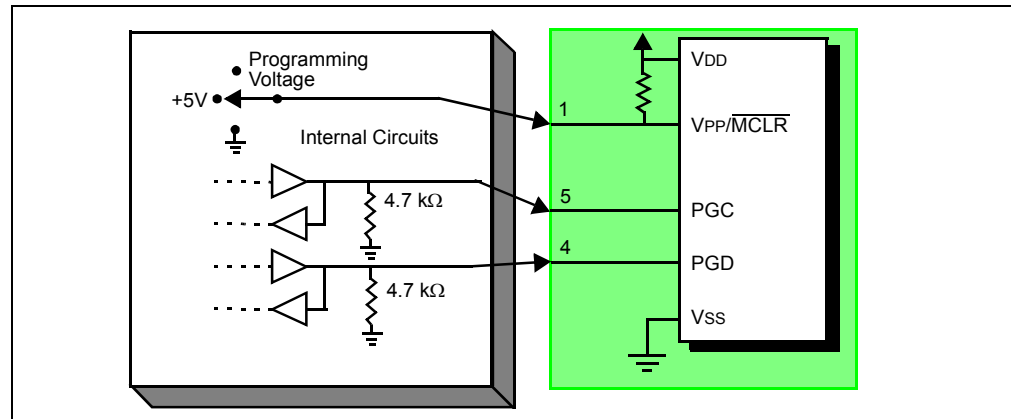 Programming
Voltage
+5V
Internal Circuits
4.7 kΩ
4.7 kΩ
1
5
4
VDD
VPP/MCLR
PGC
PGD
VSS